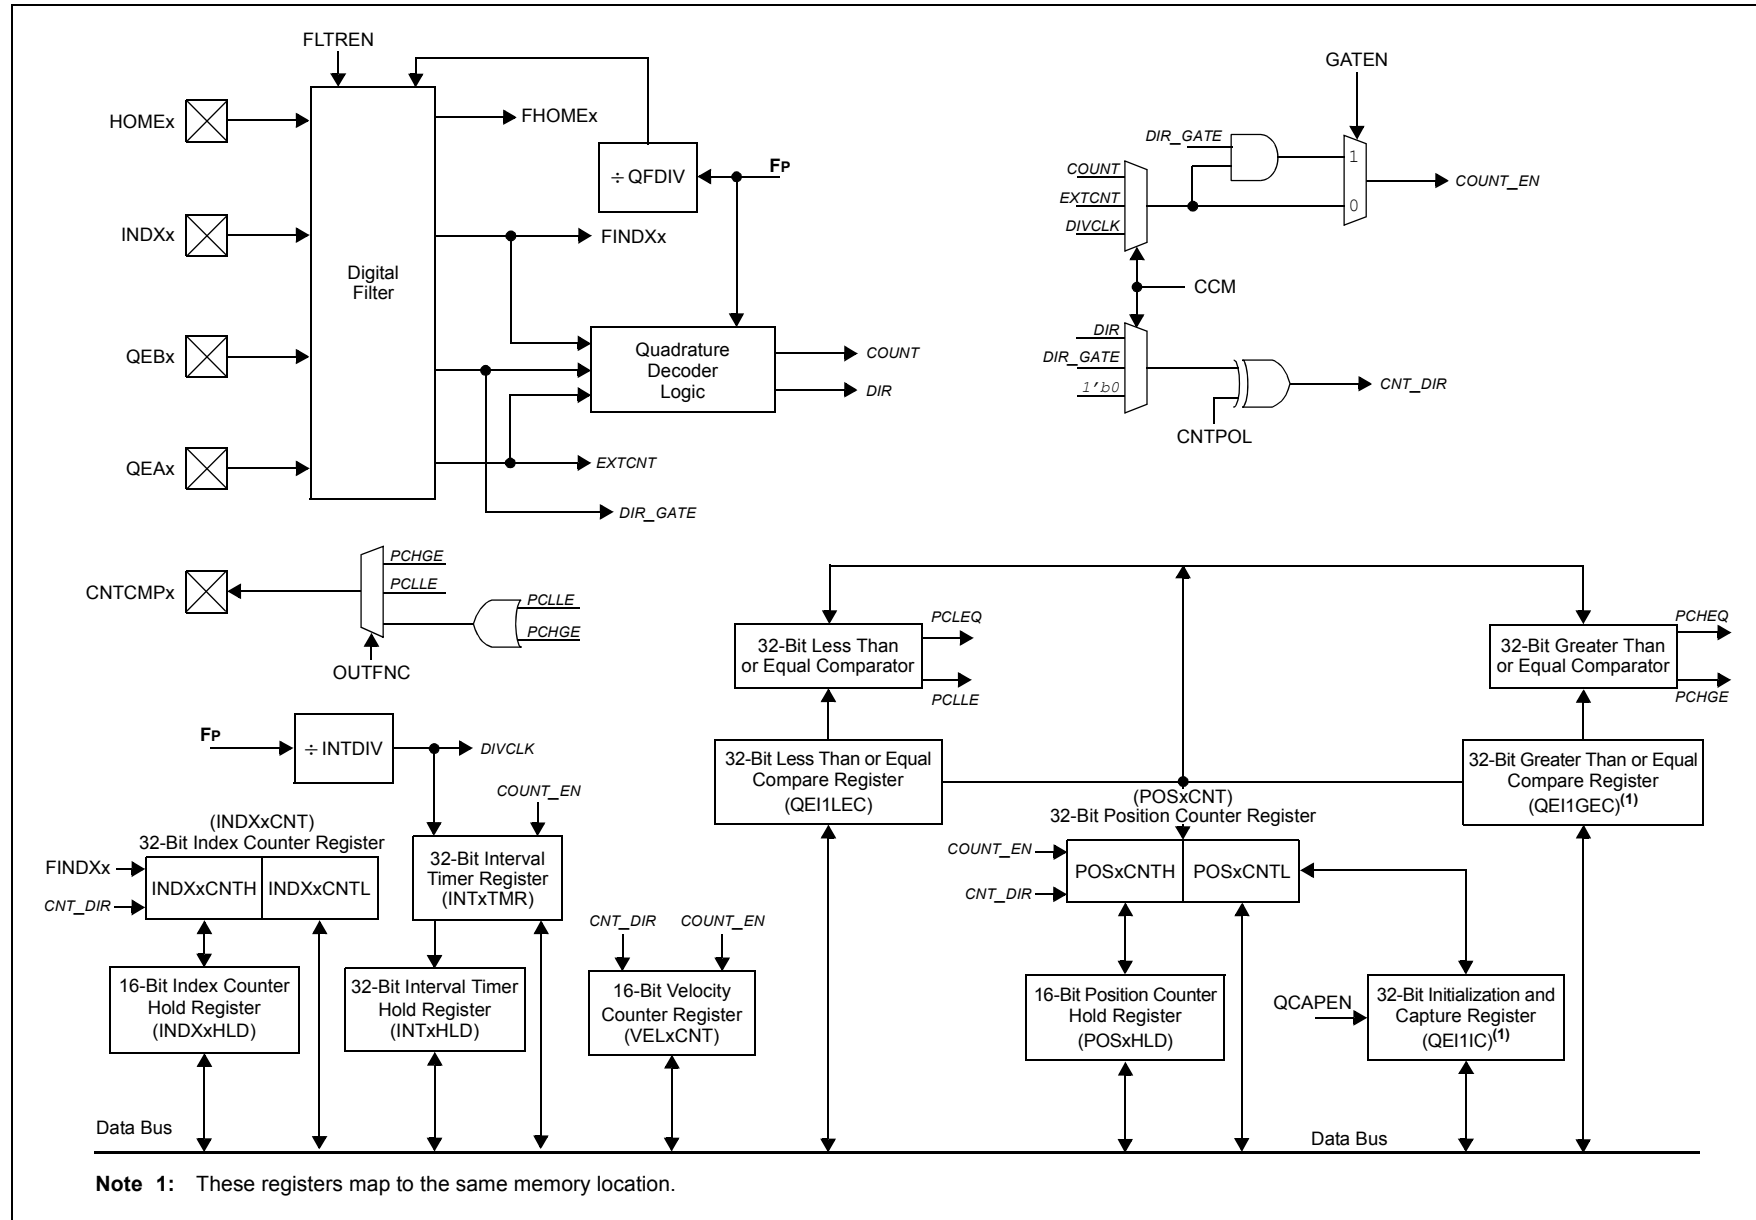 FLTREN
HOMEx
FHOMEx
÷ QFDIV
FP
INDXx
FINDXx
Digital
Filter
QEBx
Quadrature
Decoder
Logic
COUNT
DIR
QEAx
EXTCNT
DIR_GATE
GATEN
DIR_GATE
COUNT
EXTCNT
DIVCLK
1
0
COUNT_EN
CCM
DIR
DIR_GATE
1'b0
CNT_DIR
CNTPOL
CNTCMPx
PCHGE
PCLLE
PCLLE
PCHGE
OUTFNC
32-Bit Less Than
or Equal Comparator
PCLEQ
PCLLE
32-Bit Greater Than
or Equal Comparator
PCHEQ
PCHGE
FP
÷ INTDIV
DIVCLK
COUNT_EN
32-Bit Less Than or Equal
Compare Register
(QEI1LEC)
32-Bit Greater Than or Equal
Compare Register
(QEI1GEC)(1)
(INDXxCNT)
32-Bit Index Counter Register
FINDXx
CNT_DIR
INDXxCNTH
INDXxCNTL
32-Bit Interval
Timer Register
(INTxTMR)
(POSxCNT)
32-Bit Position Counter Register
COUNT_EN
CNT_DIR
POSxCNTH
POSxCNTL
CNT_DIR
COUNT_EN
16-Bit Index Counter
Hold Register
(INDXxHLD)
32-Bit Interval Timer
Hold Register
(INTxHLD)
16-Bit Velocity
Counter Register
(VELxCNT)
16-Bit Position Counter
Hold Register
(POSxHLD)
QCAPEN
32-Bit Initialization and
Capture Register
(QEI1IC)(1)
Data Bus
Data Bus
Note 1: These registers map to the same memory location.